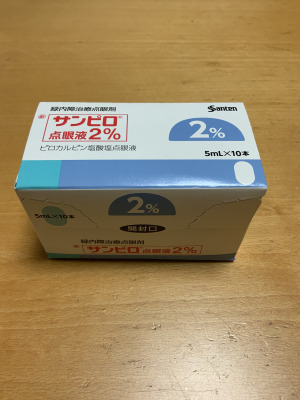 緑内障治療点眼剤
Santen
®サンピロ®
点眼液2%
2%
ピロカルピン塩酸塩点眼液
5mL×10本
2%
5mL×10本
開封口
緑内障治療点眼剤
®サンピロ®点眼液2%